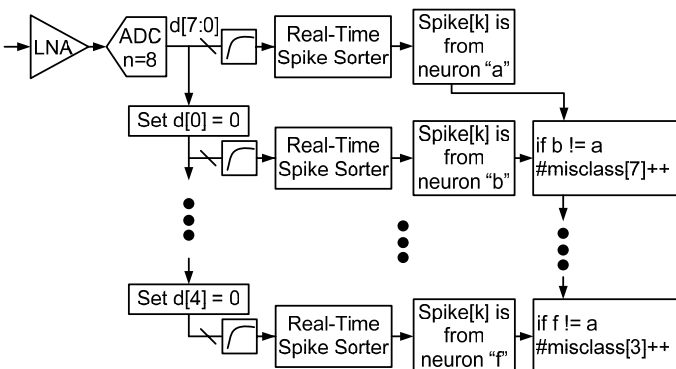 LNA
ADC
n=8
d[7:0]
Real-Time
Spike Sorter
Spike[k] is
from
neuron “a”
Set d[0] = 0
Real-Time
Spike Sorter
Spike[k] is
from
neuron “b”
if b != a
#misclass[7]++
Set d[4] = 0
Real-Time
Spike Sorter
Spike[k] is
from
neuron “f”
if f != a
#misclass[3]++